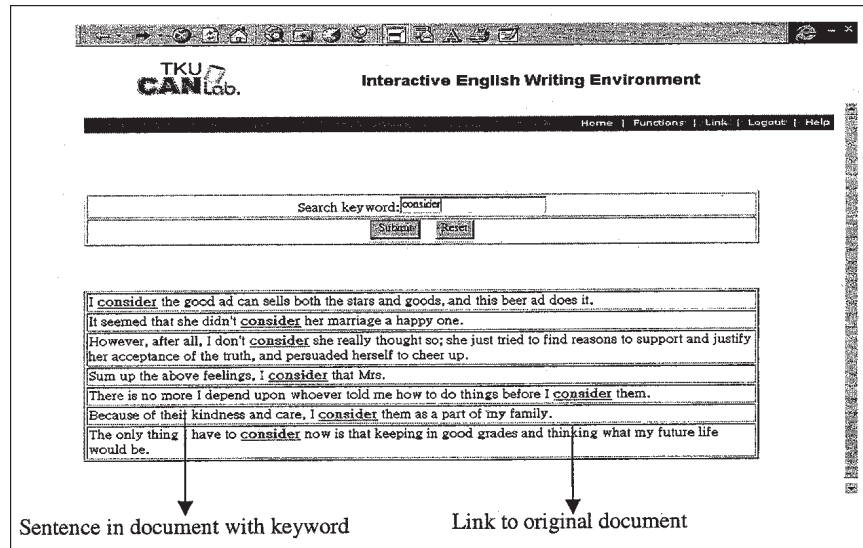 TKU
CAN Lab.
Interactive English Writing Environment
Home | Functions | Link | Logout | Help
Search keyword: consider
Submit Reset
I consider the good ad can sells both the stars and goods, and this beer ad does it.
It seemed that she didn't consider her marriage a happy one.
However, after all, I don't consider she really thought so; she just tried to find reasons to support and justify
her acceptance of the truth, and persuaded herself to cheer up.
Sum up the above feelings, I consider that Mrs.
There is no more I depend upon whoever told me how to do things before I consider them.
Because of their kindness and care, I consider them as a part of my family.
The only thing I have to consider now is that keeping in good grades and thinking what my future life
would be.
Sentence in document with keyword
Link to original document